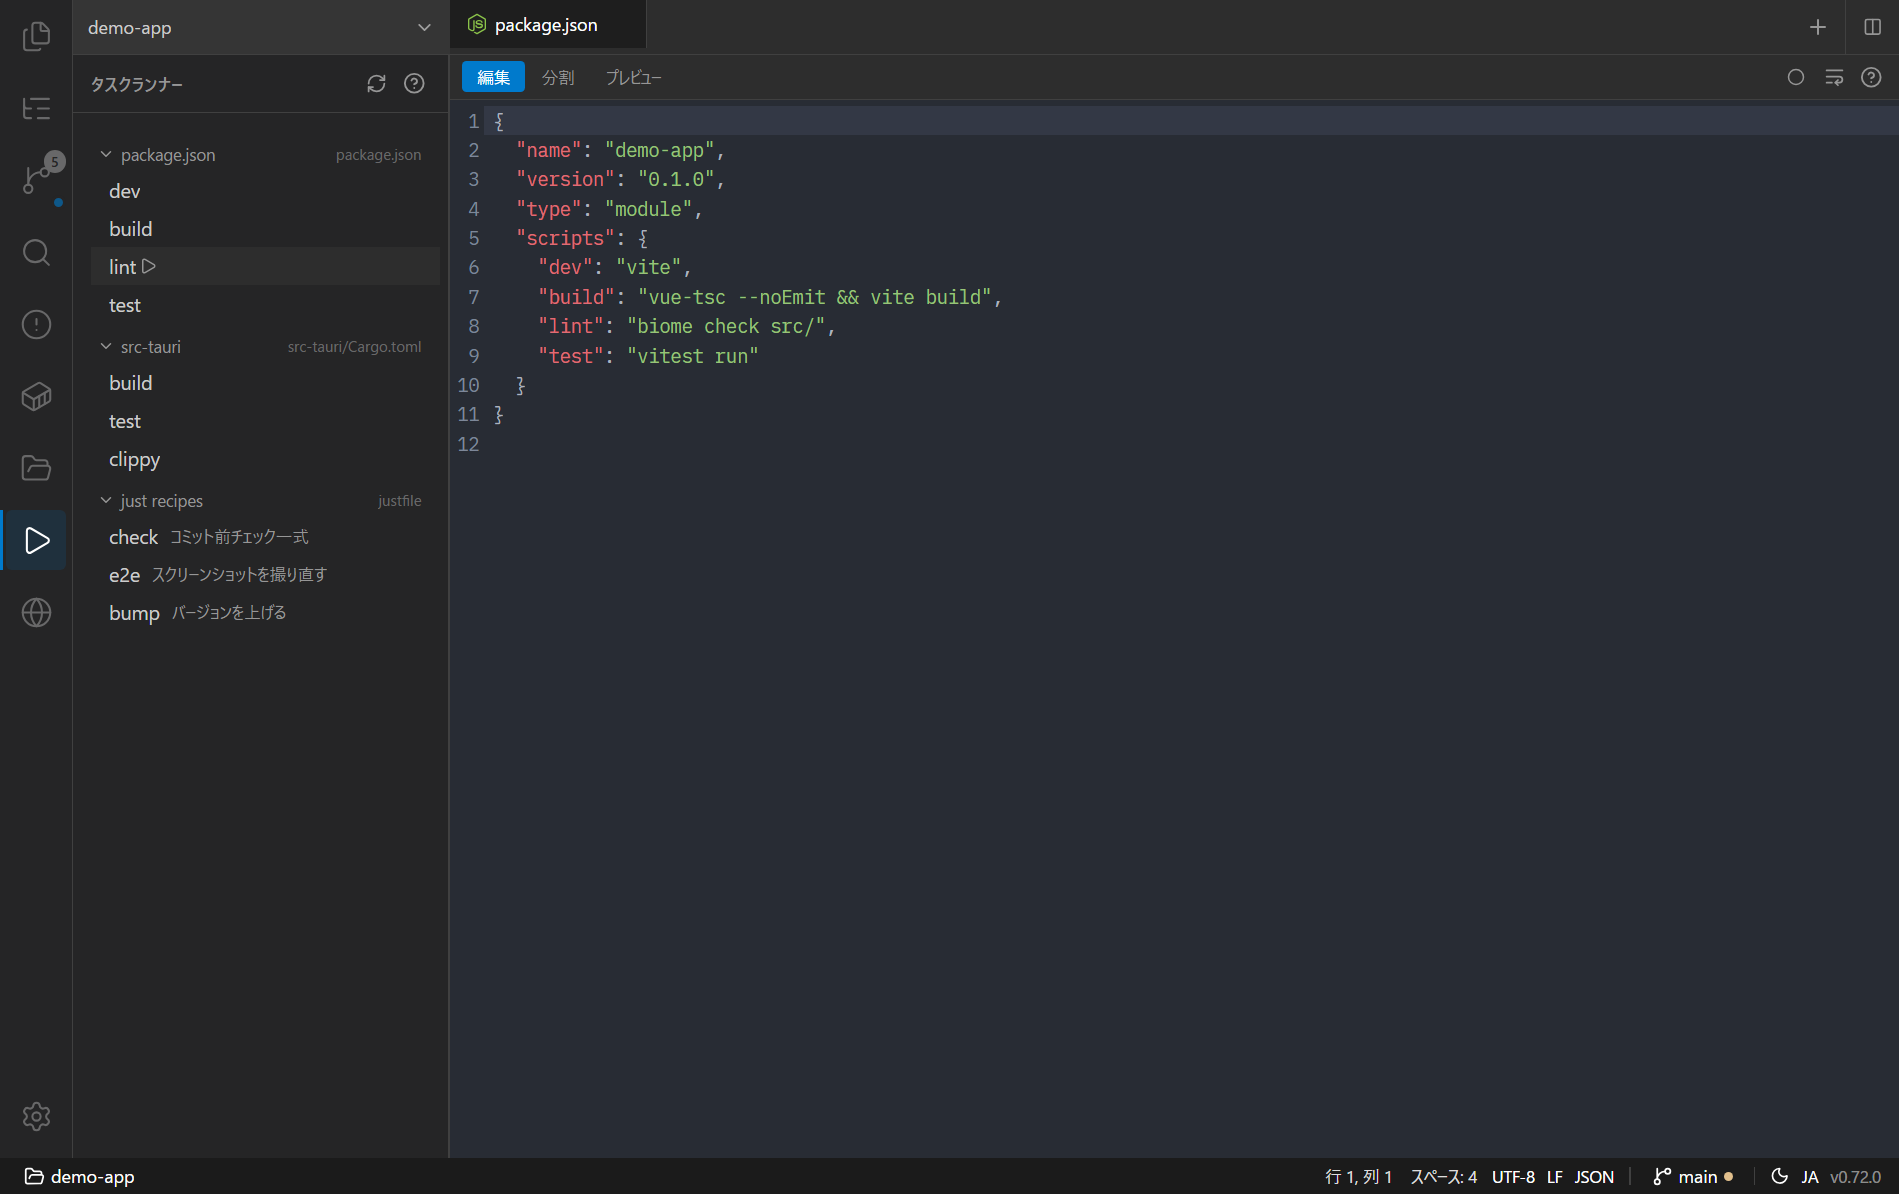 demo-app
package.json
タスクランナー
編集 分割 プレビュー
package.json package.json
dev
build
lint
test
src-tauri src-tauri/Cargo.toml
build
test
clippy
just recipes justfile
check コミット前チェック一式
e2e スクリーンショットを撮り直す
bump バージョンを上げる
5
1 {
2 "name": "demo-app",
3 "version": "0.1.0",
4 "type": "module",
5 "scripts": {
6 "dev": "vite",
7 "build": "vue-tsc --noEmit && vite build",
8 "lint": "biome check src/",
9 "test": "vitest run"
10 }
11 }
12
demo-app
行 1, 列 1 スペース: 4 UTF-8 LF JSON main JA v0.72.0